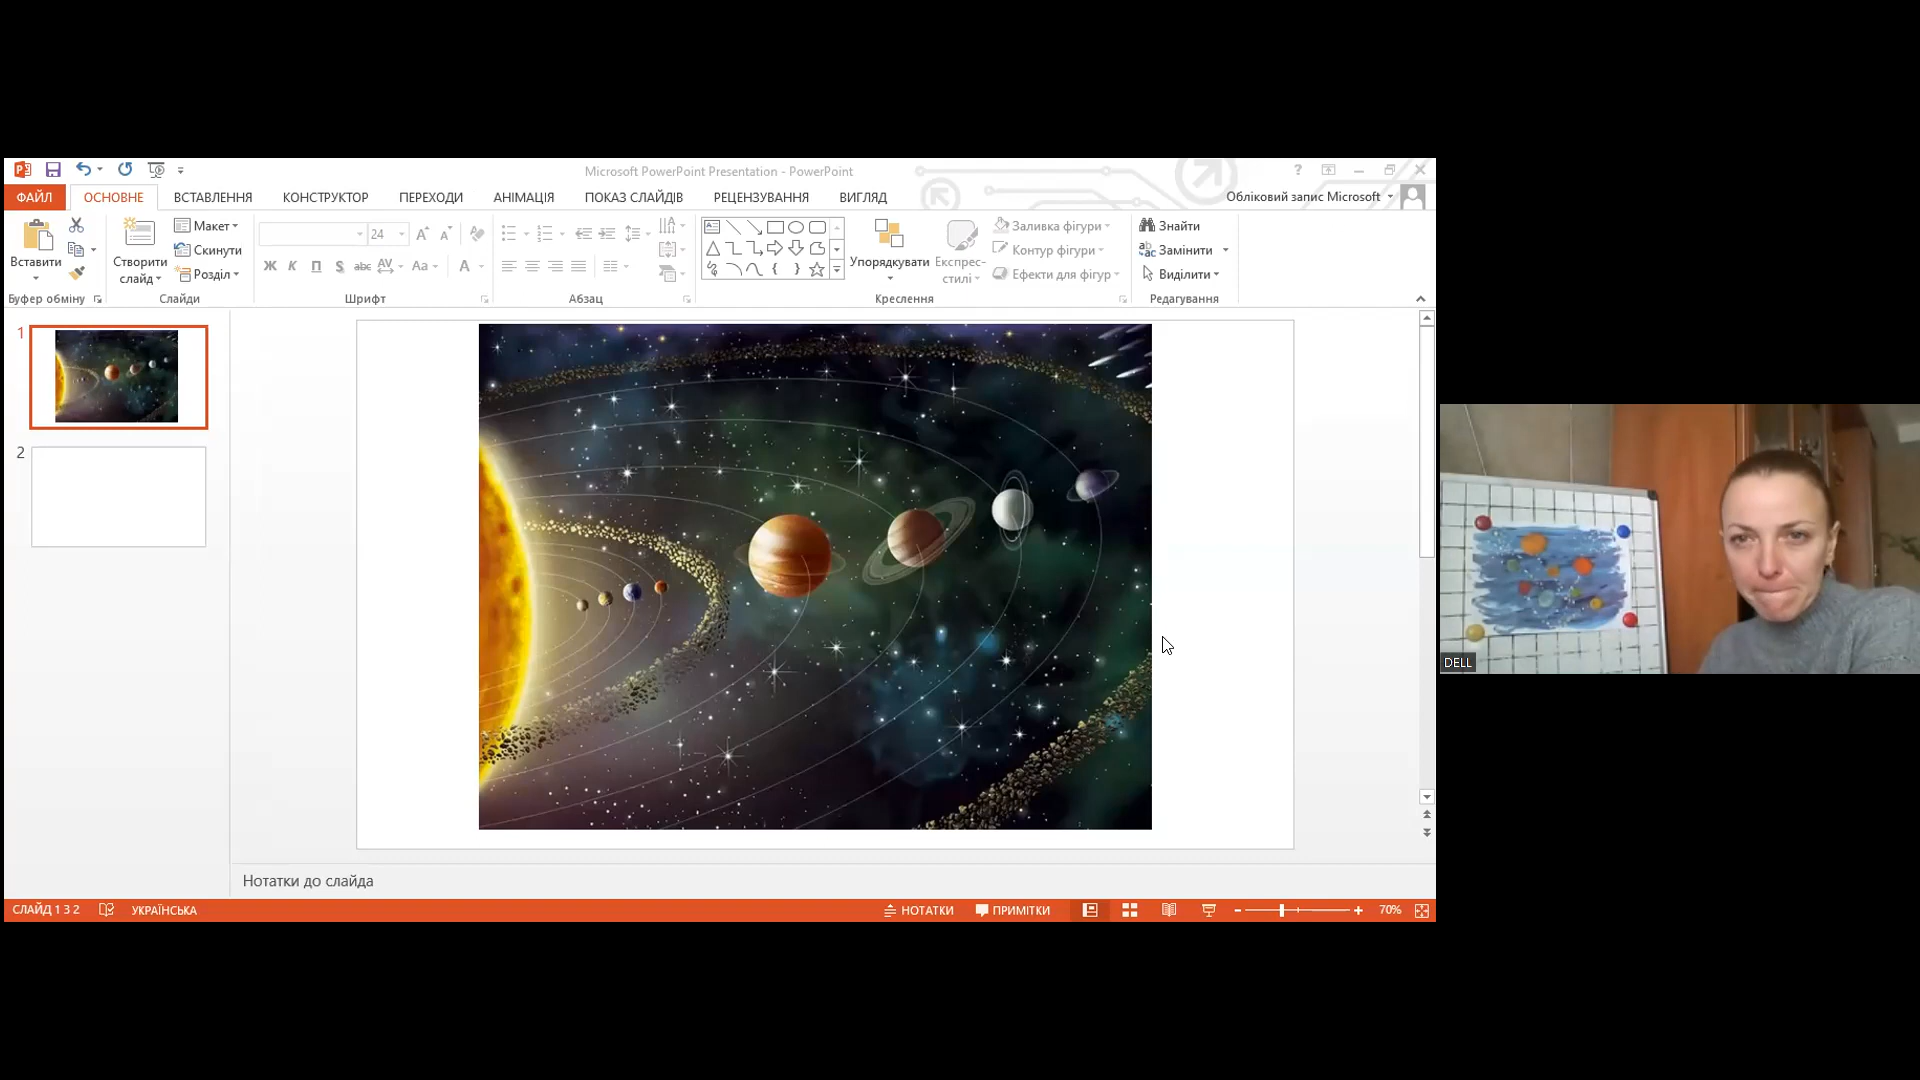 Microsoft PowerPoint Presentation - PowerPoint
ФАЙЛ ОСНОВНЕ ВСТАВЛЕННЯ КОНСТРУКТОР ПЕРЕХОДИ АНІМАЦІЯ ПОКАЗ СЛАЙДІВ РЕЦЕНЗУВАННЯ ВИГЛЯД Обліковий запис Microsoft
Вставити
Створити слайд
Макет
Скинути
Розділ
24
Ж К П S abc AV Aa A
Упорядкувати
Експрес-стилі
Заливка фігури
Контур фігури
Ефекти для фігур
Знайти
Замінити
Виділити
Буфер обміну Слайди Шрифт Абзац Креслення Редагування
1
2
DELL
Нотатки до слайда
СЛАЙД 1 З 2 УКРАЇНСЬКА НОТАТКИ ПРИМІТКИ 70%